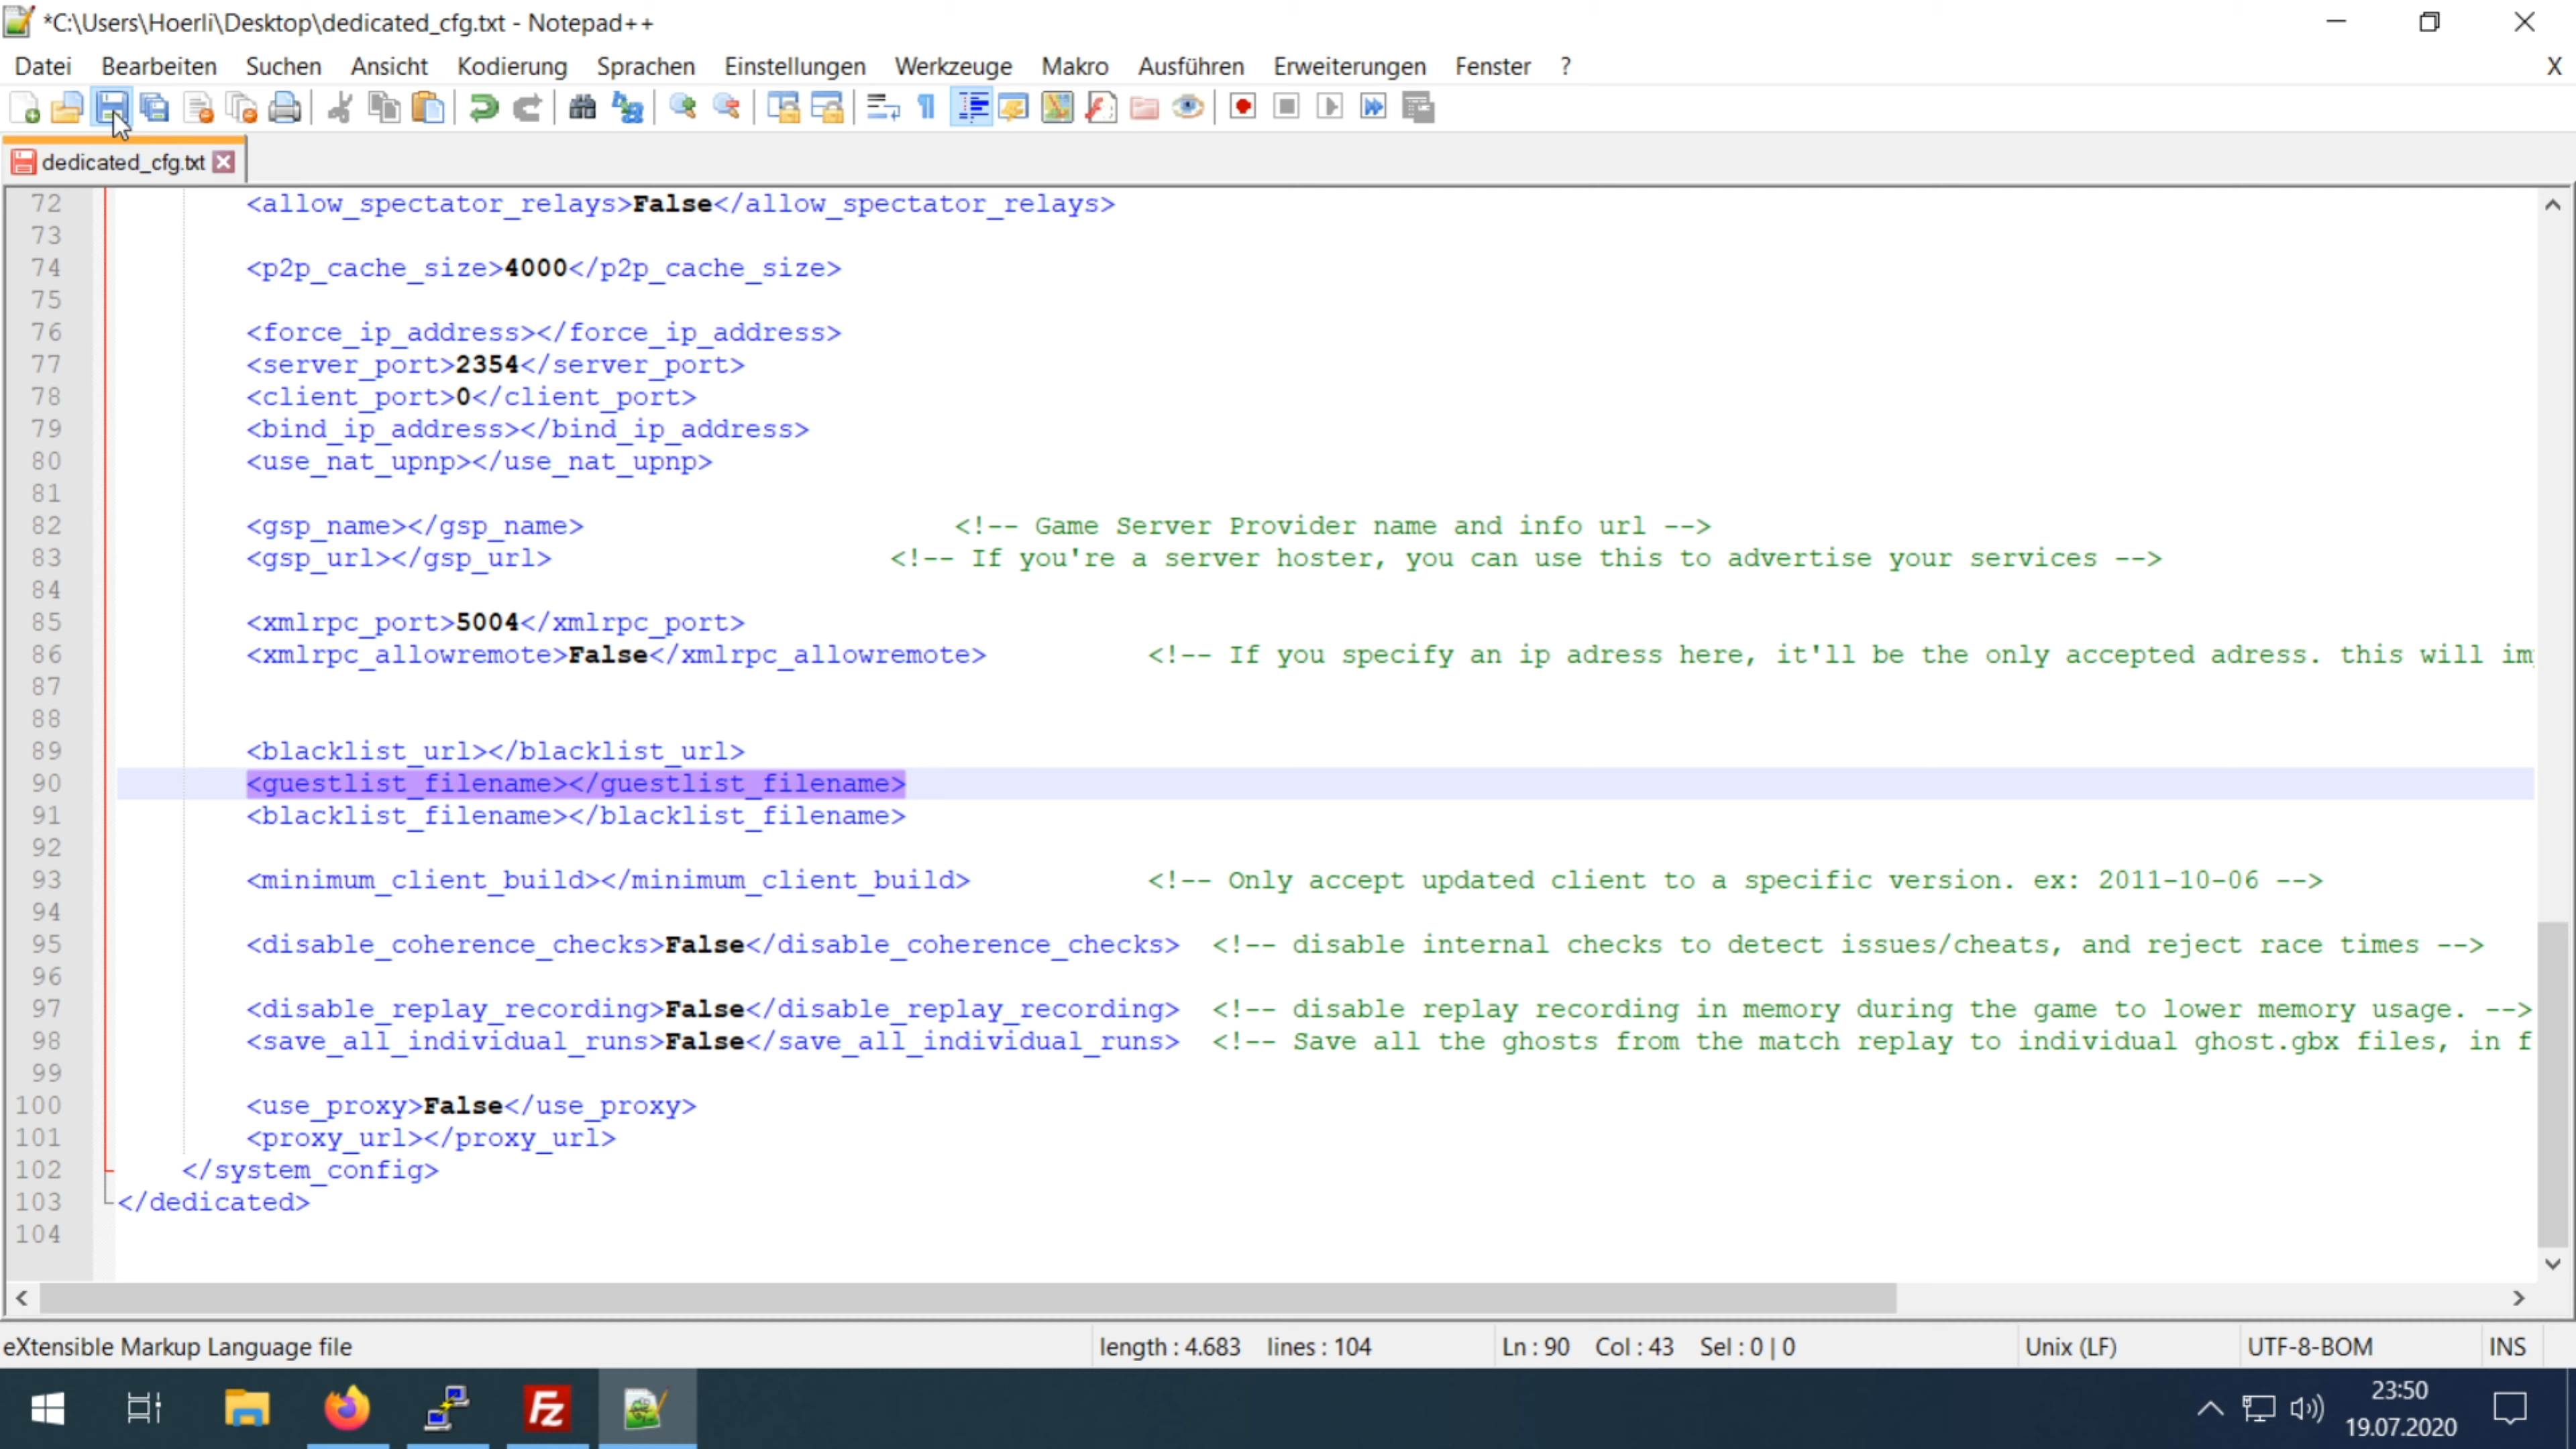 *C:\Users\Hoerli\Desktop\dedicated_cfg.txt - Notepad++
Datei Bearbeiten Suchen Ansicht Kodierung Sprachen Einstellungen Werkzeuge Makro Ausführen Erweiterungen Fenster ? X
dedicated_cfg.txt
72 <allow_spectator_relays>False</allow_spectator_relays>
73
74 <p2p_cache_size>4000</p2p_cache_size>
75
76 <force_ip_address></force_ip_address>
77 <server_port>2354</server_port>
78 <client_port>0</client_port>
79 <bind_ip_address></bind_ip_address>
80 <use_nat_upnp></use_nat_upnp>
81
82 <gsp_name></gsp_name> <!-- Game Server Provider name and info url -->
83 <gsp_url></gsp_url> <!-- If you're a server hoster, you can use this to advertise your services -->
84
85 <xmlrpc_port>5004</xmlrpc_port>
86 <xmlrpc_allowremote>False</xmlrpc_allowremote> <!-- If you specify an ip adress here, it'll be the only accepted adress. this will im
87
88
89 <blacklist_url></blacklist_url>
90 <guestlist_filename></guestlist_filename>
91 <blacklist_filename></blacklist_filename>
92
93 <minimum_client_build></minimum_client_build> <!-- Only accept updated client to a specific version. ex: 2011-10-06 -->
94
95 <disable_coherence_checks>False</disable_coherence_checks> <!-- disable internal checks to detect issues/cheats, and reject race times -->
96
97 <disable_replay_recording>False</disable_replay_recording> <!-- disable replay recording in memory during the game to lower memory usage. -->
98 <save_all_individual_runs>False</save_all_individual_runs> <!-- Save all the ghosts from the match replay to individual ghost.gbx files, in f
99
100 <use_proxy>False</use_proxy>
101 <proxy_url></proxy_url>
102 </system_config>
103 </dedicated>
104
eXtensible Markup Language file length : 4.683 lines : 104 Ln : 90 Col : 43 Sel : 0 | 0 Unix (LF) UTF-8-BOM INS
Fz
23:50
19.07.2020